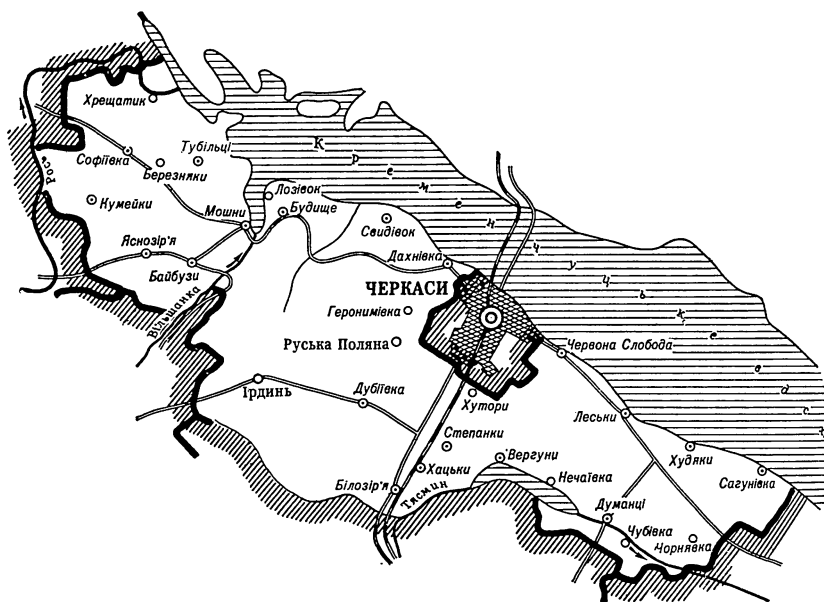 Хрещатик
Тубільці
Софіївка
Березняки
Рось
Кумейки
Лозівок
Мошни
Будище
Свидівок
Яснозір'я
Байбузи
Дахнівка
Вільшанка
ЧЕРКАСИ
Геронимівка
Руська Поляна
Червона Слобода
Ірдинь
Дубіївка
Хутори
Леськи
Степанки
Вергуни
Худяки
Хацьки
Нечаївка
Сагунівка
Білозір'я
Тясмин
Думанці
Чубівка
Чорнявка
Кременчуцьке вдсх